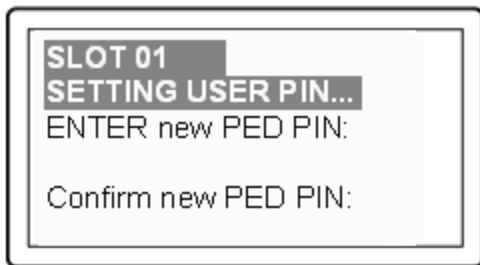 SLOT 01
SETTING USER PIN...
ENTER new PED PIN:
Confirm new PED PIN: